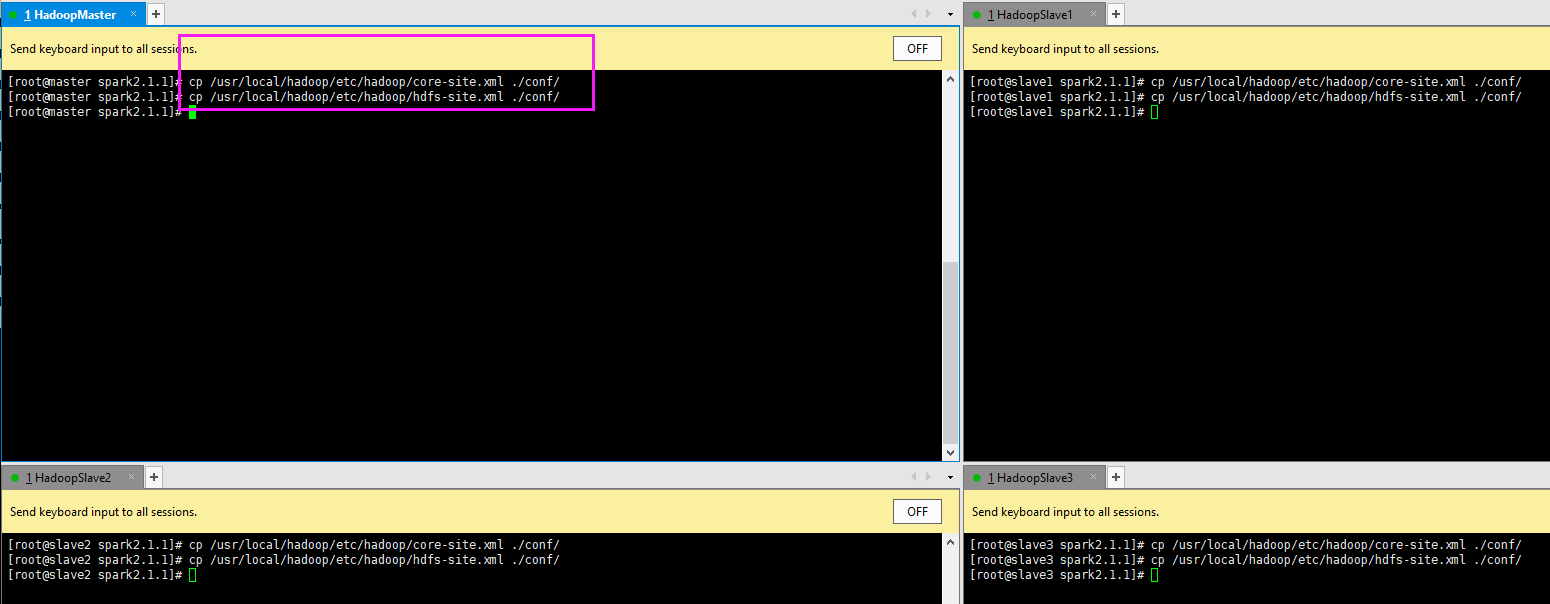 1 HadoopMaster × +
Send keyboard input to all sessions.
OFF
[root@master spark2.1.1]# cp /usr/local/hadoop/etc/hadoop/core-site.xml ./conf/
[root@master spark2.1.1]# cp /usr/local/hadoop/etc/hadoop/hdfs-site.xml ./conf/
[root@master spark2.1.1]#
1 HadoopSlave1 × +
Send keyboard input to all sessions.
[root@slave1 spark2.1.1]# cp /usr/local/hadoop/etc/hadoop/core-site.xml ./conf/
[root@slave1 spark2.1.1]# cp /usr/local/hadoop/etc/hadoop/hdfs-site.xml ./conf/
[root@slave1 spark2.1.1]#
1 HadoopSlave2 × +
Send keyboard input to all sessions.
OFF
[root@slave2 spark2.1.1]# cp /usr/local/hadoop/etc/hadoop/core-site.xml ./conf/
[root@slave2 spark2.1.1]# cp /usr/local/hadoop/etc/hadoop/hdfs-site.xml ./conf/
[root@slave2 spark2.1.1]#
1 HadoopSlave3 × +
Send keyboard input to all sessions.
[root@slave3 spark2.1.1]# cp /usr/local/hadoop/etc/hadoop/core-site.xml ./conf/
[root@slave3 spark2.1.1]# cp /usr/local/hadoop/etc/hadoop/hdfs-site.xml ./conf/
[root@slave3 spark2.1.1]#